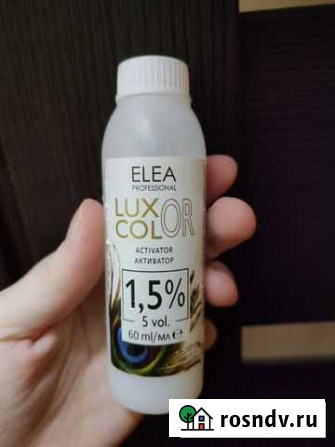 ELEA
PROFESSIONAL
LUX
COLOR
ACTIVATOR
АКТИВАТОР
1,5%
5 vol.
60 ml/мл ℮
rosndv.ru